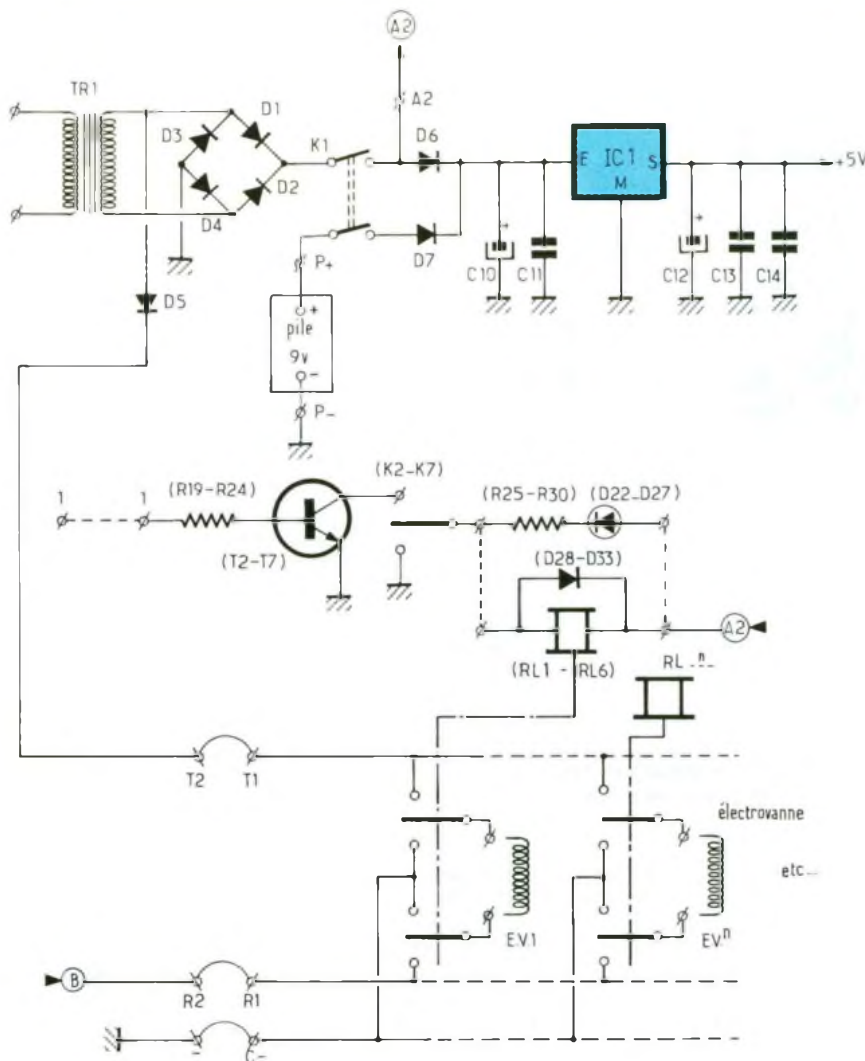 A2
TR1
A2
D1
D3
K1
D6
E IC1 S
M
+5V
D2
D4
D7
P+
C10
C11
C12
C13
C14
D5
+
pile
9v
-
P-
(K2-K7)
(R19-R24)
(R25-R30)
(D22-D27)
1
1
(T2-T7)
(D28-D33)
A2
(RL1 - RL6)
RL n
T2
T1
électrovanne
etc
E.V.1
EV.n
B
R2
R1
-
C-